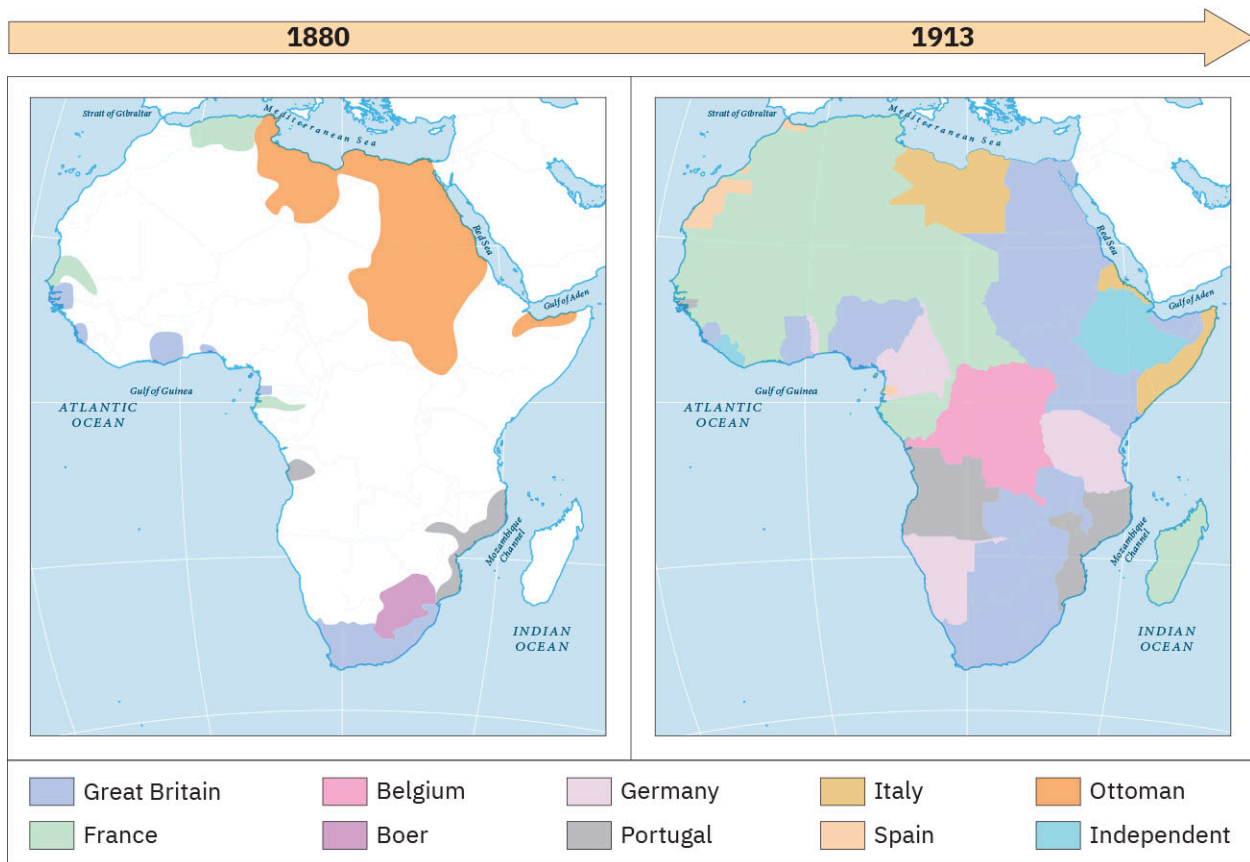 1880
1913
Strait of Gibraltar
Mediterranean Sea
Red Sea
Gulf of Aden
Gulf of Guinea
ATLANTIC
OCEAN
Mozambique
Channel
INDIAN
OCEAN
Strait of Gibraltar
Mediterranean Sea
Red Sea
Gulf of Aden
Gulf of Guinea
ATLANTIC
OCEAN
Mozambique
Channel
INDIAN
OCEAN
Great Britain
Belgium
Germany
Italy
Ottoman
France
Boer
Portugal
Spain
Independent